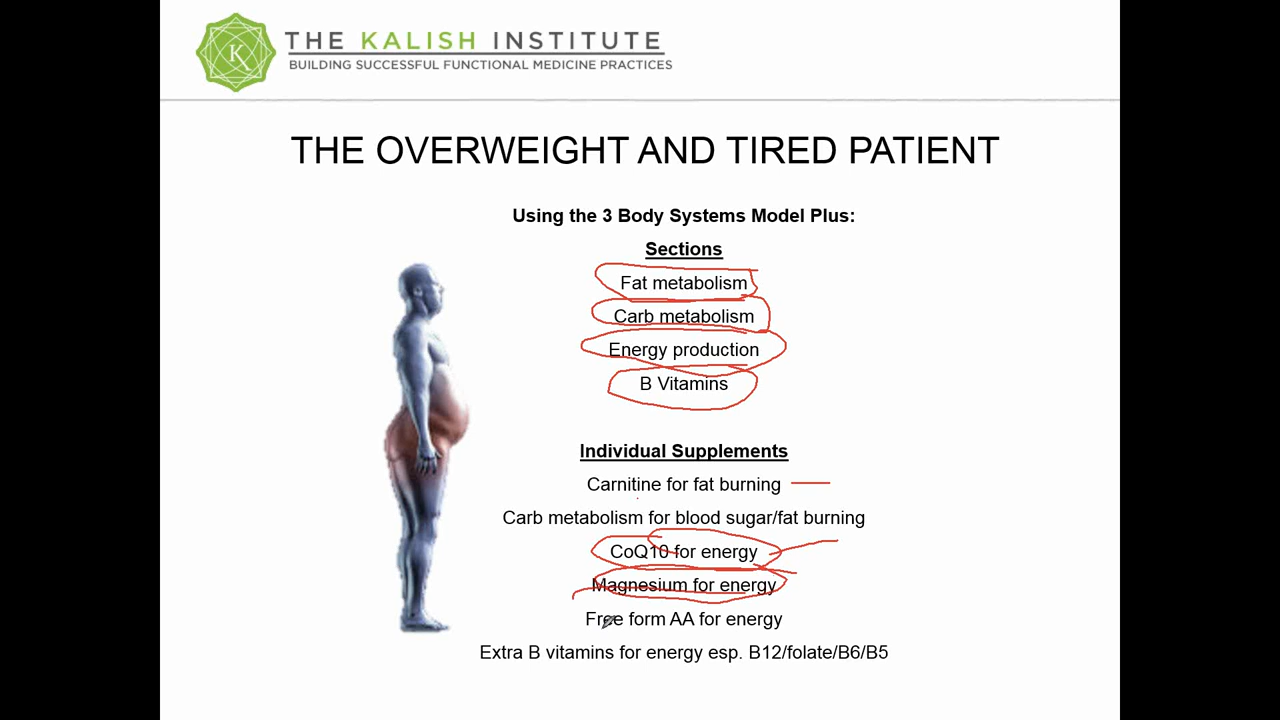 THE KALISH INSTITUTE
BUILDING SUCCESSFUL FUNCTIONAL MEDICINE PRACTICES
K
THE OVERWEIGHT AND TIRED PATIENT
Using the 3 Body Systems Model Plus:
Sections
Fat metabolism
Carb metabolism
Energy production
B Vitamins
Individual Supplements
Carnitine for fat burning
Carb metabolism for blood sugar/fat burning
CoQ10 for energy
Magnesium for energy
Free form AA for energy
Extra B vitamins for energy esp. B12/folate/B6/B5